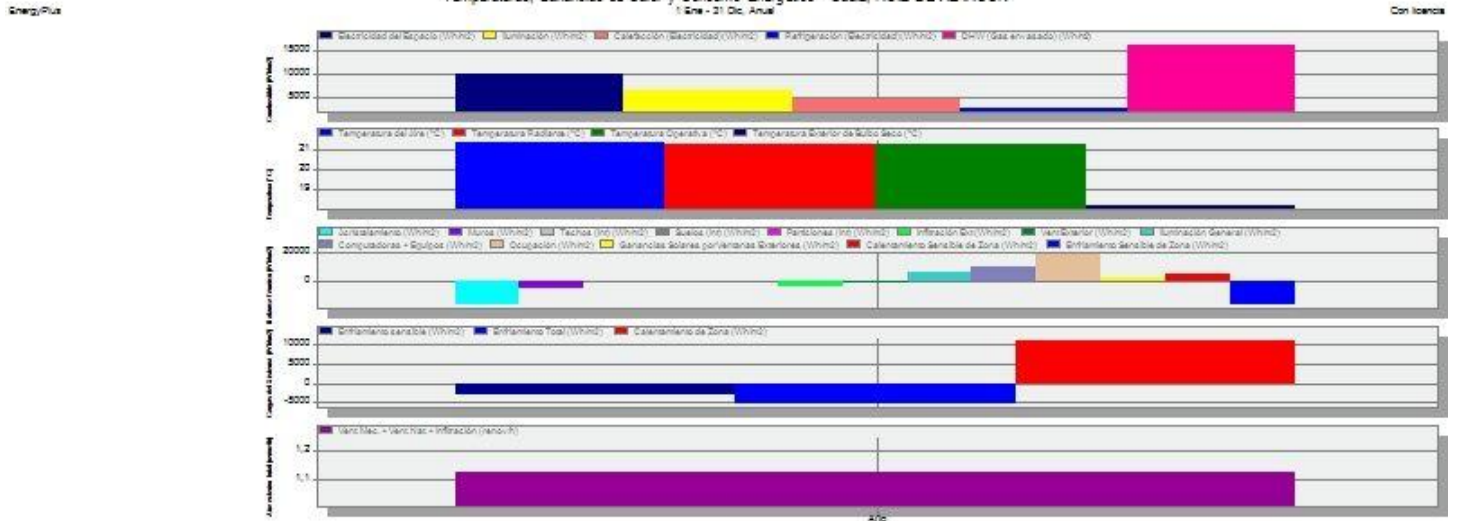 Temperaturas, Ganancias de Calor y Consumo Energético -
EnergyPlus 1 Ene - 31 Dic, Anual Con licencia
Electricidad del Espacio (Wh/m2) Iluminación (Wh/m2) Calefacción (Electricidad) (Wh/m2) Refrigeración (Electricidad) (Wh/m2) DHW (Gas envasado) (Wh/m2)
15000
10000
5000
Temperatura del Aire (°C) Temperatura Radiante (°C) Temperatura Operativa (°C) Temperatura Exterior de Bulbo Seco (°C)
21
20
19
Acristalamiento (Wh/m2) Muros (Wh/m2) Techos (Int) (Wh/m2) Suelos (Int) (Wh/m2) Particiones (Int) (Wh/m2) Infiltración Ext (Wh/m2) Vent Exterior (Wh/m2) Iluminación General (Wh/m2)
Computadoras + Equipos (Wh/m2) Ocupación (Wh/m2) Ganancias Solares por Ventanas Exteriores (Wh/m2) Calentamiento Sensible de Zona (Wh/m2) Enfriamiento Sensible de Zona (Wh/m2)
20000
0
Enfriamiento sensible (Wh/m2) Enfriamiento Total (Wh/m2) Calentamiento de Zona (Wh/m2)
10000
5000
0
-5000
Vent Mec. + Vent Nat + Infiltración (renov/h)
1,2
1,1
Año